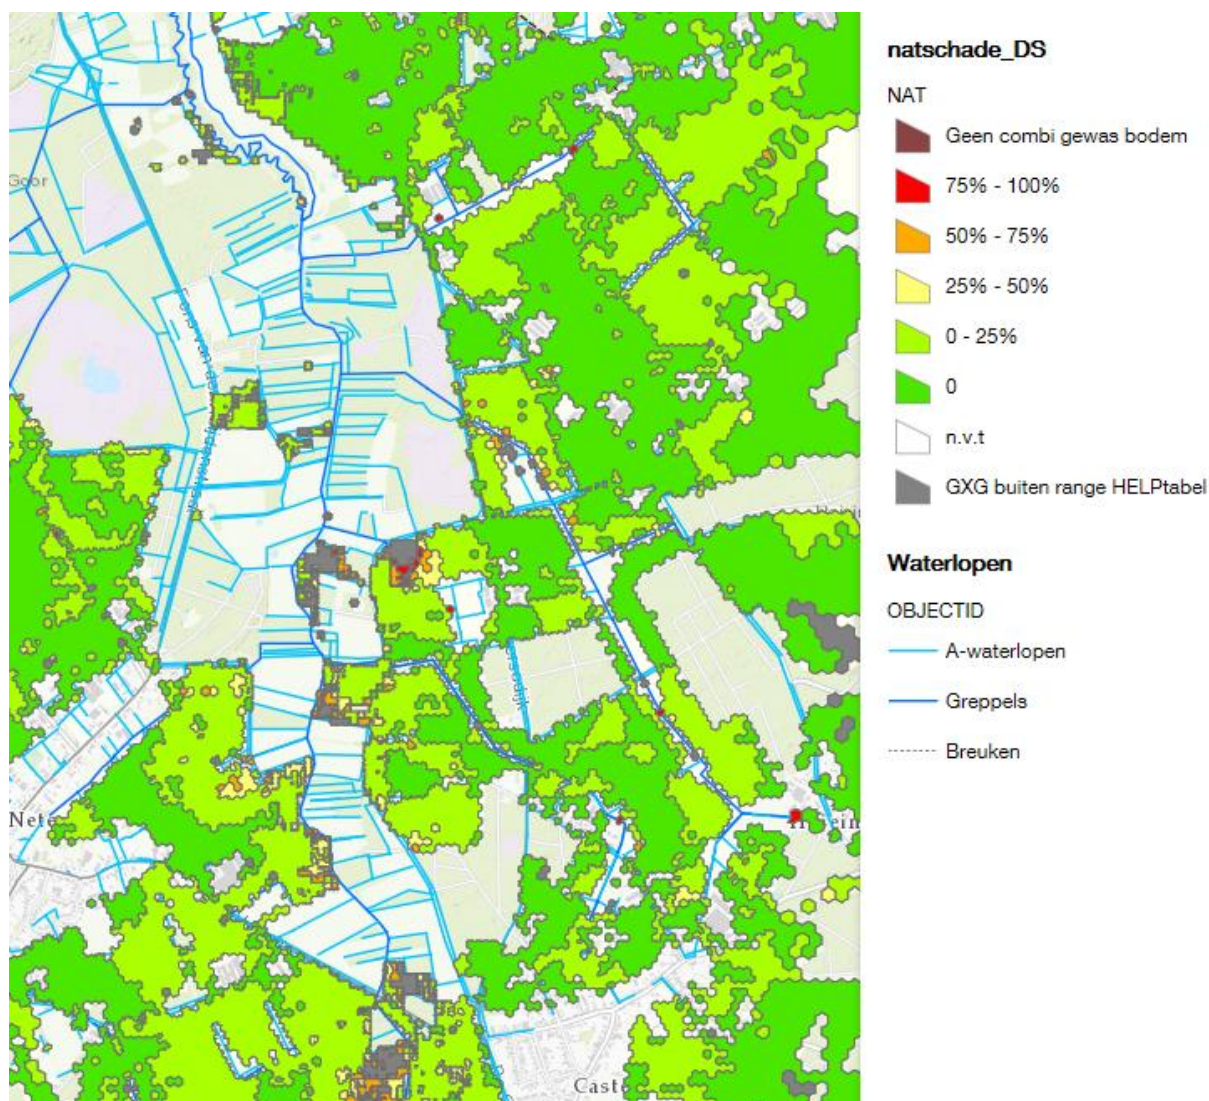 natschade_DS
NAT
Geen combi gewas bodem
75% - 100%
50% - 75%
25% - 50%
0 - 25%
0
n.v.t
GXG buiten range HELPtabel
Waterlopen
OBJECTID
A-waterlopen
Greppels
Breuken
Goor
ersedijk
Nete
Caste